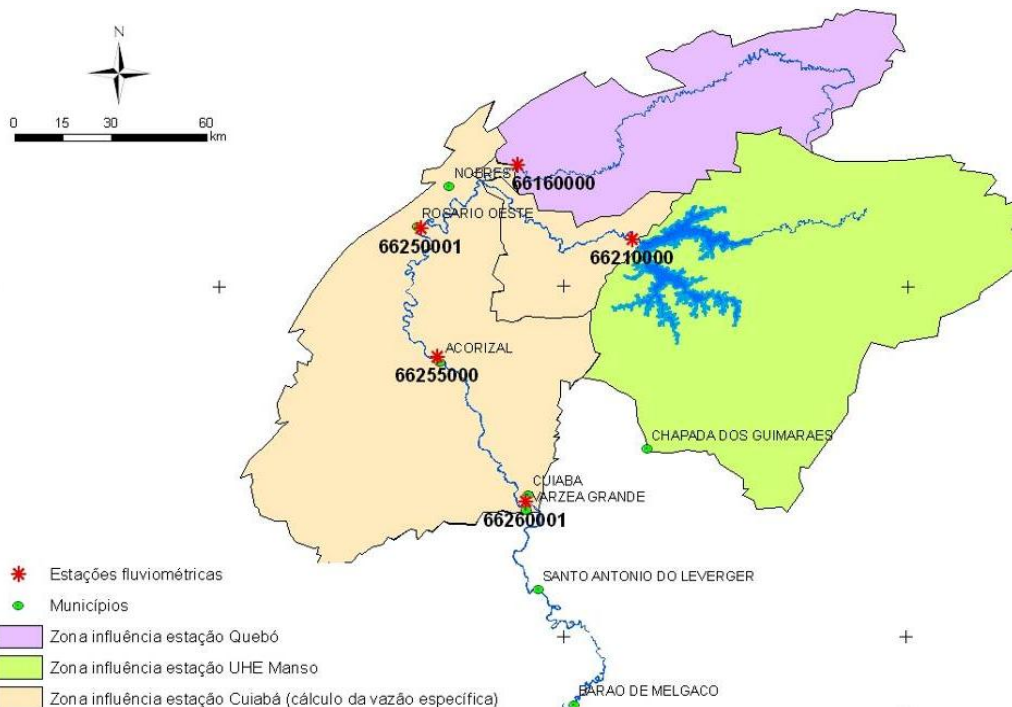 N
0 15 30 60
km
NOBRES
66160000
ROSARIO OESTE
66250001
66210000
ACORIZAL
66255000
CHAPADA DOS GUIMARAES
CUIABA
VARZEA GRANDE
66260001
SANTO ANTONIO DO LEVERGER
BARAO DE MELGACO
Estações fluviométricas
Municípios
Zona influência estação Quebó
Zona influência estação UHE Manso
Zona influência estação Cuiabá (cálculo da vazão específica)